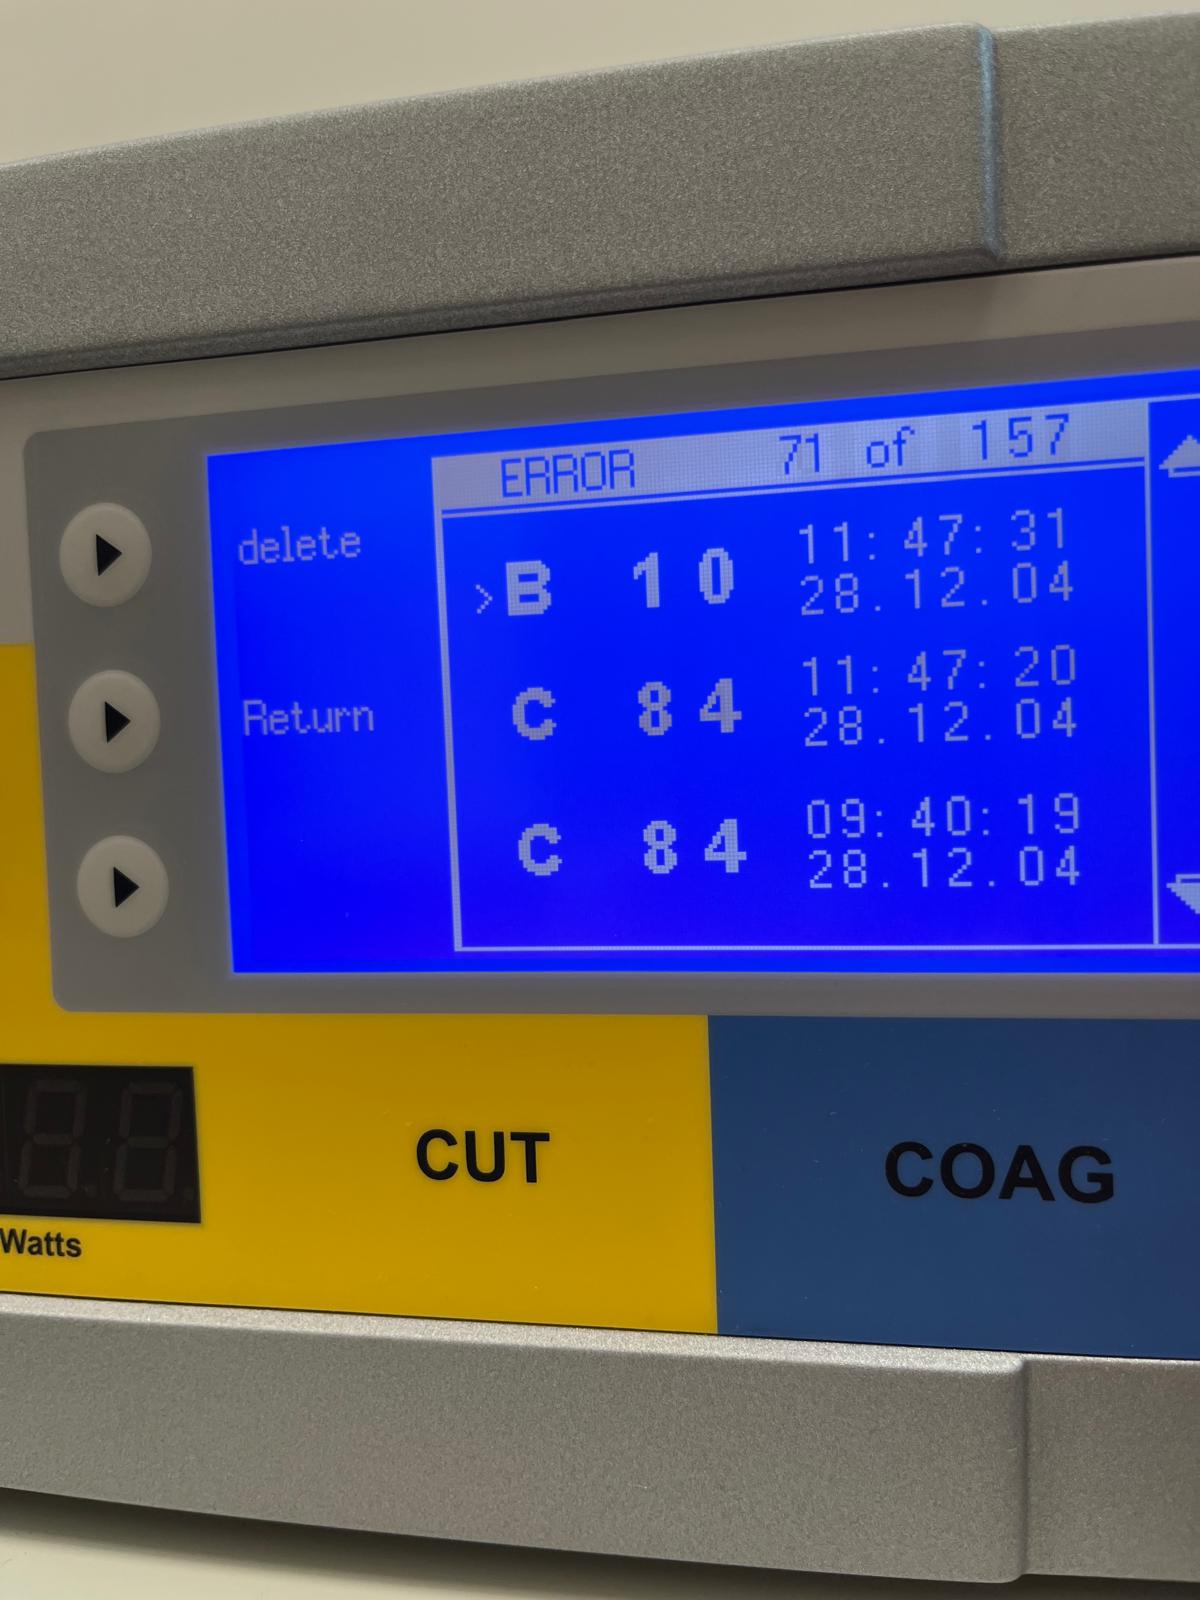 ERROR 71 of 157
delete
>B 10 11:47:31
28.12.04
C 84 11:47:20
28.12.04
Return
C 84 09:40:19
28.12.04
CUT
COAG
Watts